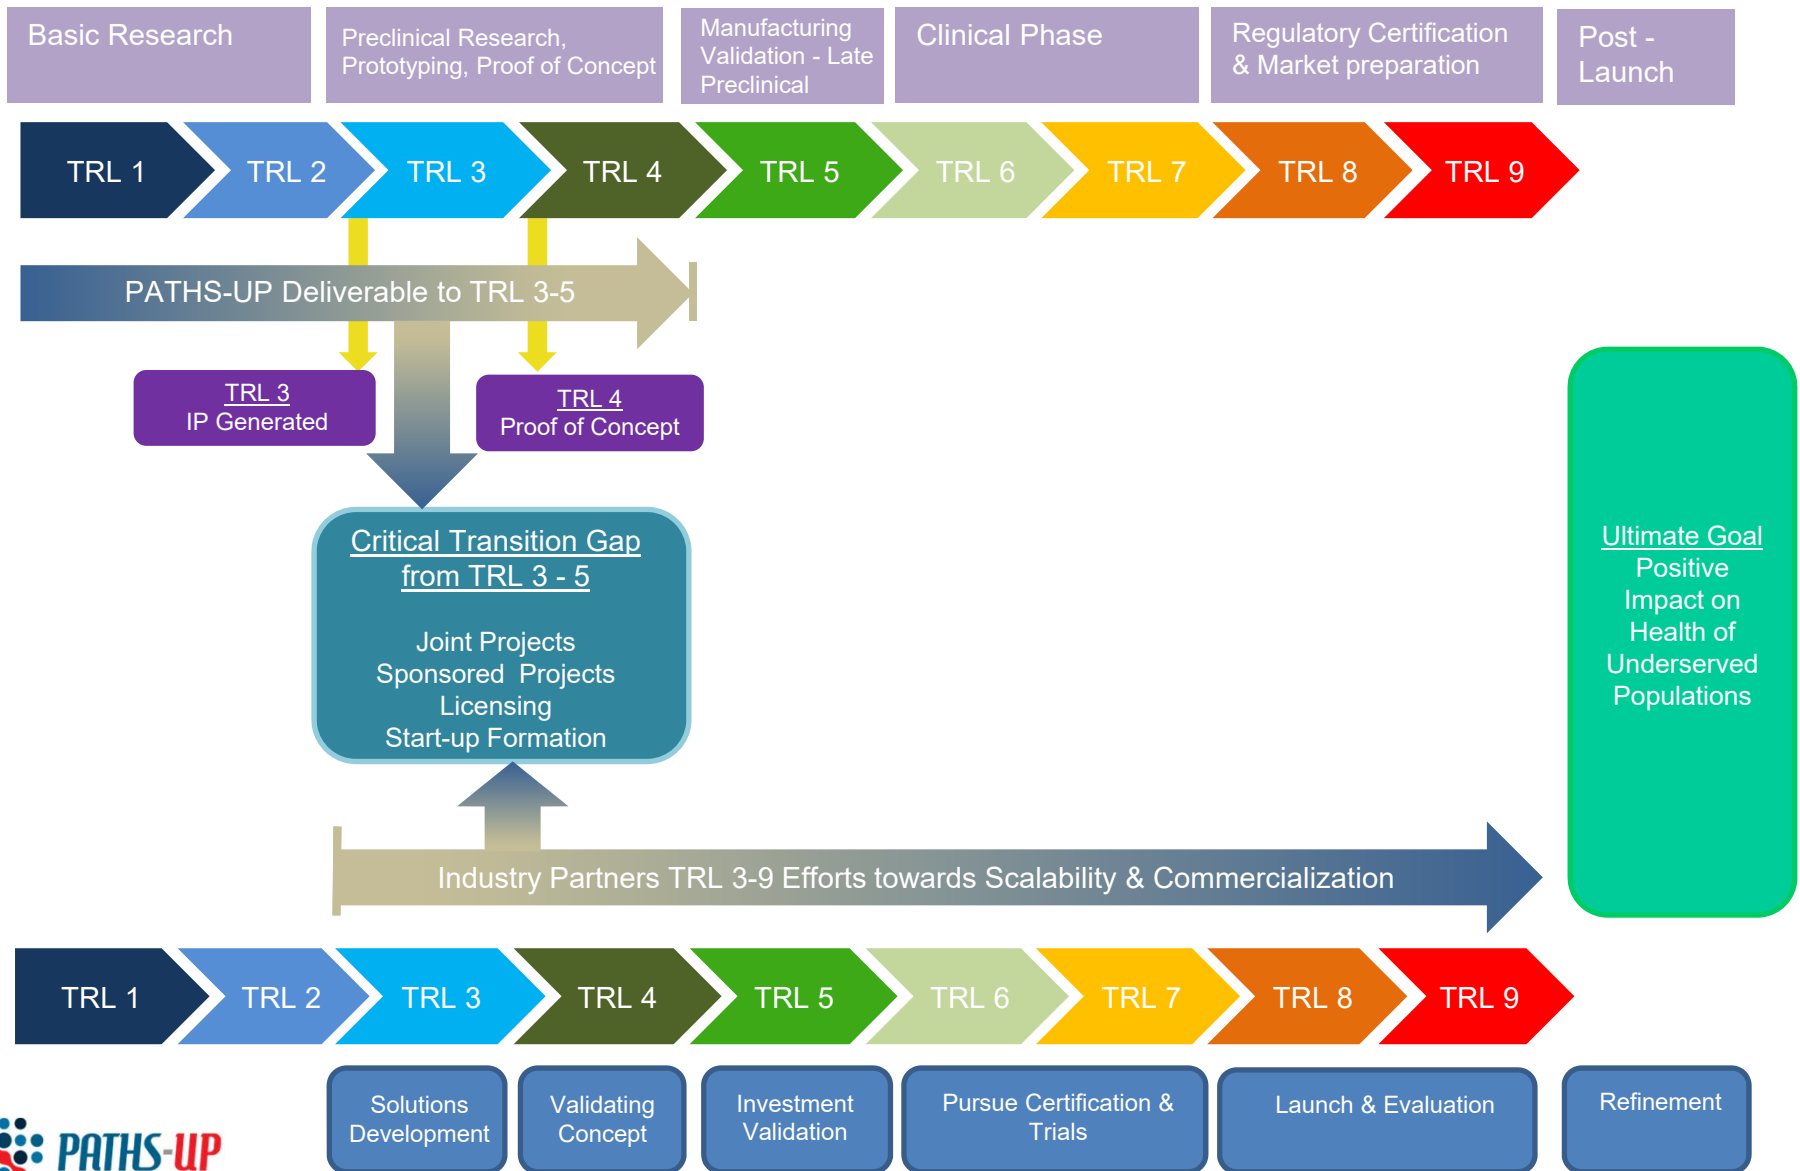 Basic Research
Preclinical Research,
Prototyping, Proof of Concept
Manufacturing
Validation - Late
Preclinical
Clinical Phase
Regulatory Certification
& Market preparation
Post -
Launch
TRL 1
TRL 2
TRL 3
TRL 4
TRL 5
TRL 6
TRL 7
TRL 8
TRL 9
PATHS-UP Deliverable to TRL 3-5
TRL 3
IP Generated
TRL 4
Proof of Concept
Critical Transition Gap
from TRL 3 - 5
Joint Projects
Sponsored Projects
Licensing
Start-up Formation
Ultimate Goal
Positive
Impact on
Health of
Underserved
Populations
Industry Partners TRL 3-9 Efforts towards Scalability & Commercialization
TRL 1
TRL 2
TRL 3
TRL 4
TRL 5
TRL 6
TRL 7
TRL 8
TRL 9
Solutions
Development
Validating
Concept
Investment
Validation
Pursue Certification &
Trials
Launch & Evaluation
Refinement
PATHS-UP